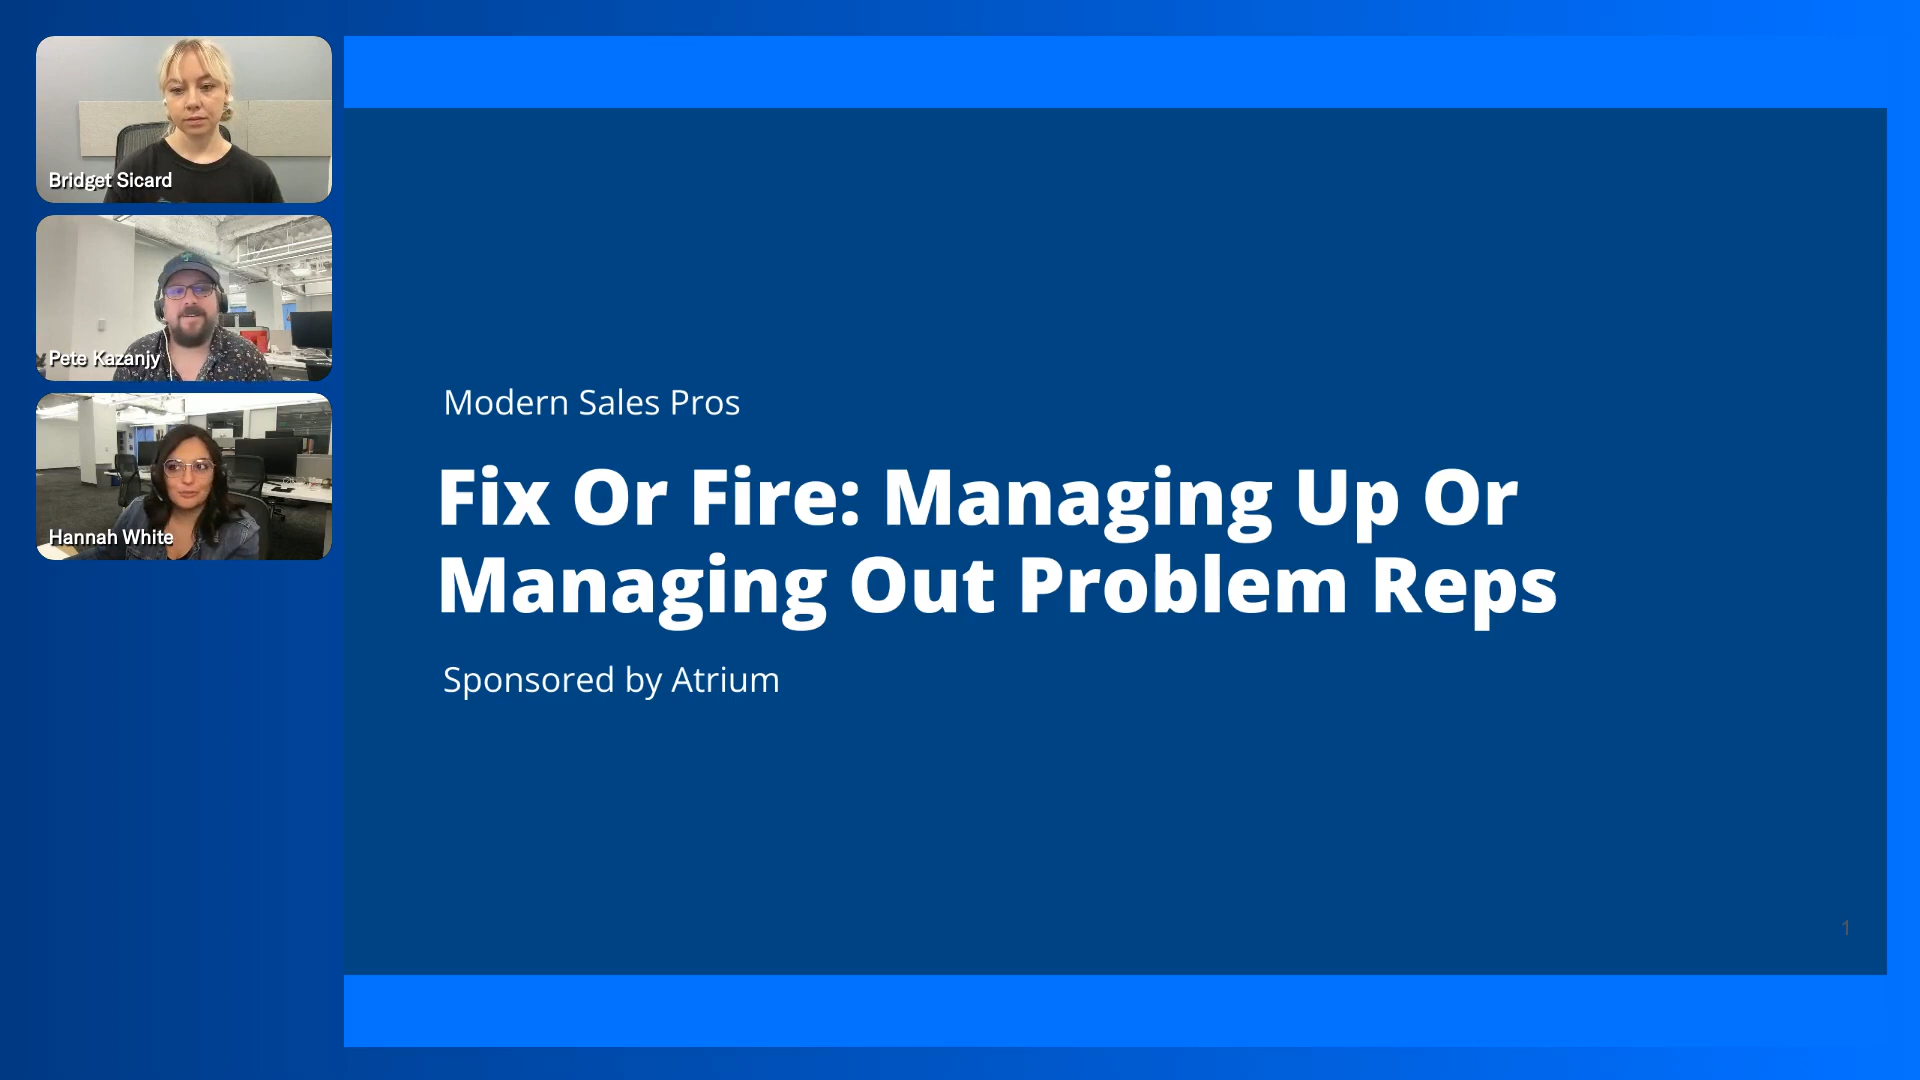 Bridget Sicard
Pete Kazanjy
Hannah White
Modern Sales Pros
Fix Or Fire: Managing Up Or
Managing Out Problem Reps
Sponsored by Atrium
1